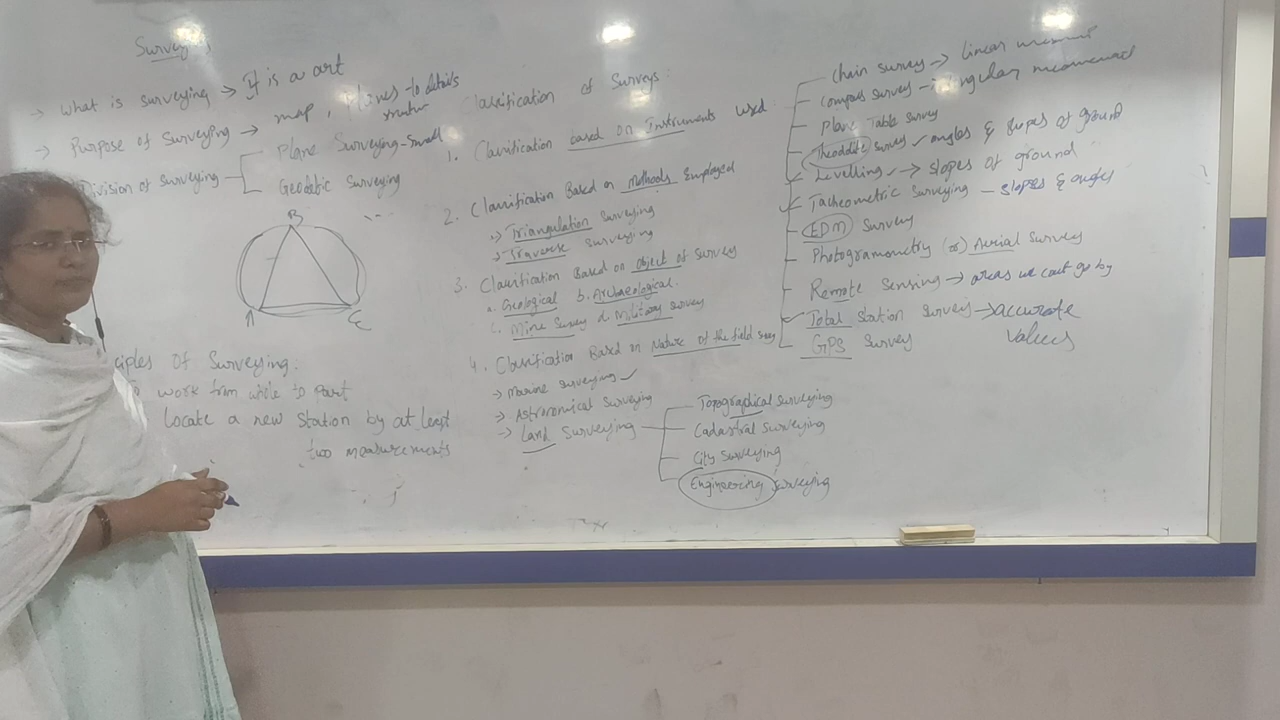 Surveying
→ What is surveying → It is a art
→ Purpose of Surveying → map, planes to details
Division of Surveying
Plane Surveying - small
Geodetic Surveying
B
A
C
ciples of Surveying:
work from whole to part
Locate a new Station by at least
two measurements
Classification of Surveys:
1. Classification based on Instruments used
2. Classification Based on Methods Employed
→ Triangulation Surveying
→ Traverse Surveying
3. Classification Based on object of Survey
a. Geological b. Archaeological.
c. Mine Survey d. Military Survey
4. Classification Based on Nature of the field Survey
→ Marine Surveying
→ Astronomical Surveying
→ Land Surveying
Topographical surveying
Cadastral surveying
City surveying
Engineering surveying
chain survey → linear
Compass survey - angular
Plane Table survey
Theodolite survey angles & slopes of ground
Levelling → slopes of ground
Tacheometric Surveying - slopes & angles
EDM Survey
Photogrammetry (or) Aerial Survey
Remote Sensing → areas we can't go by
Total Station Survey → accurate
values
GPS Survey